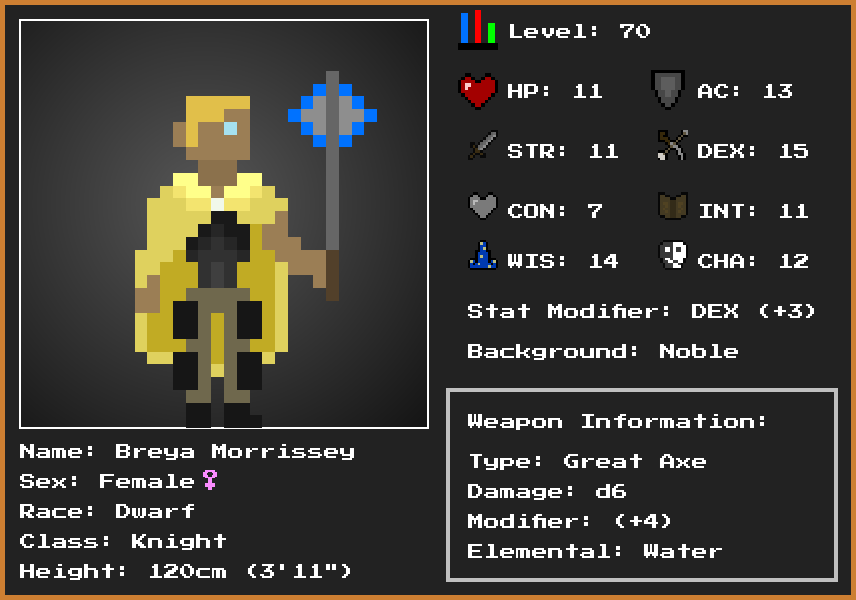 Level: 70
HP: 11
AC: 13
STR: 11
DEX: 15
CON: 7
INT: 11
WIS: 14
CHA: 12
Stat Modifier: DEX (+3)
Background: Noble
Weapon Information:
Type: Great Axe
Damage: d6
Modifier: (+4)
Elemental: Water
Name: Breya Morrissey
Sex: Female♀
Race: Dwarf
Class: Knight
Height: 120cm (3'11")